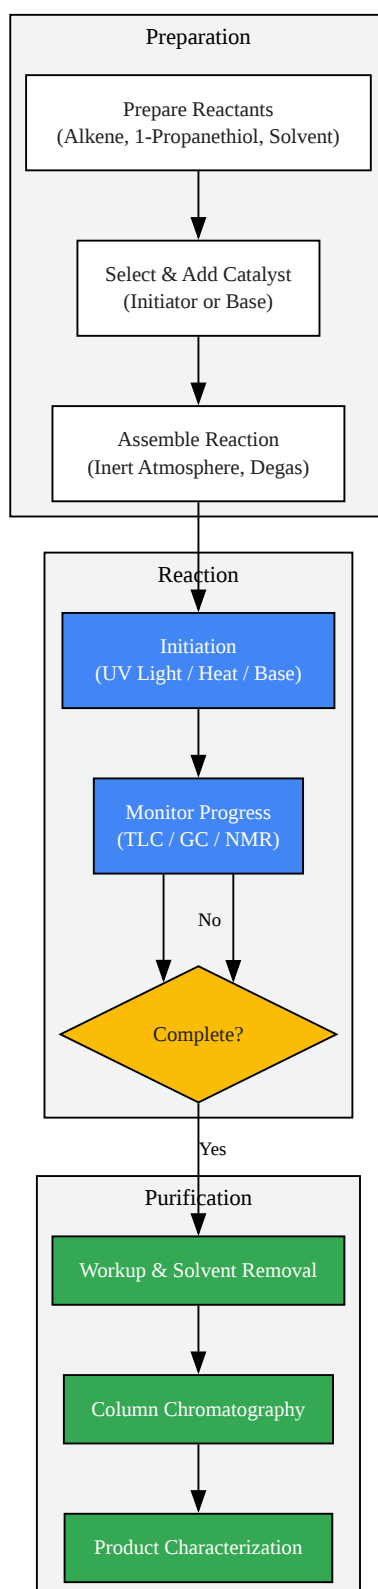 Preparation
Prepare Reactants
(Alkene, 1-Propanethiol, Solvent)
Select & Add Catalyst
(Initiator or Base)
Assemble Reaction
(Inert Atmosphere, Degas)
Reaction
Initiation
(UV Light / Heat / Base)
Monitor Progress
(TLC / GC / NMR)
No
Complete?
Yes
Purification
Workup & Solvent Removal
Column Chromatography
Product Characterization